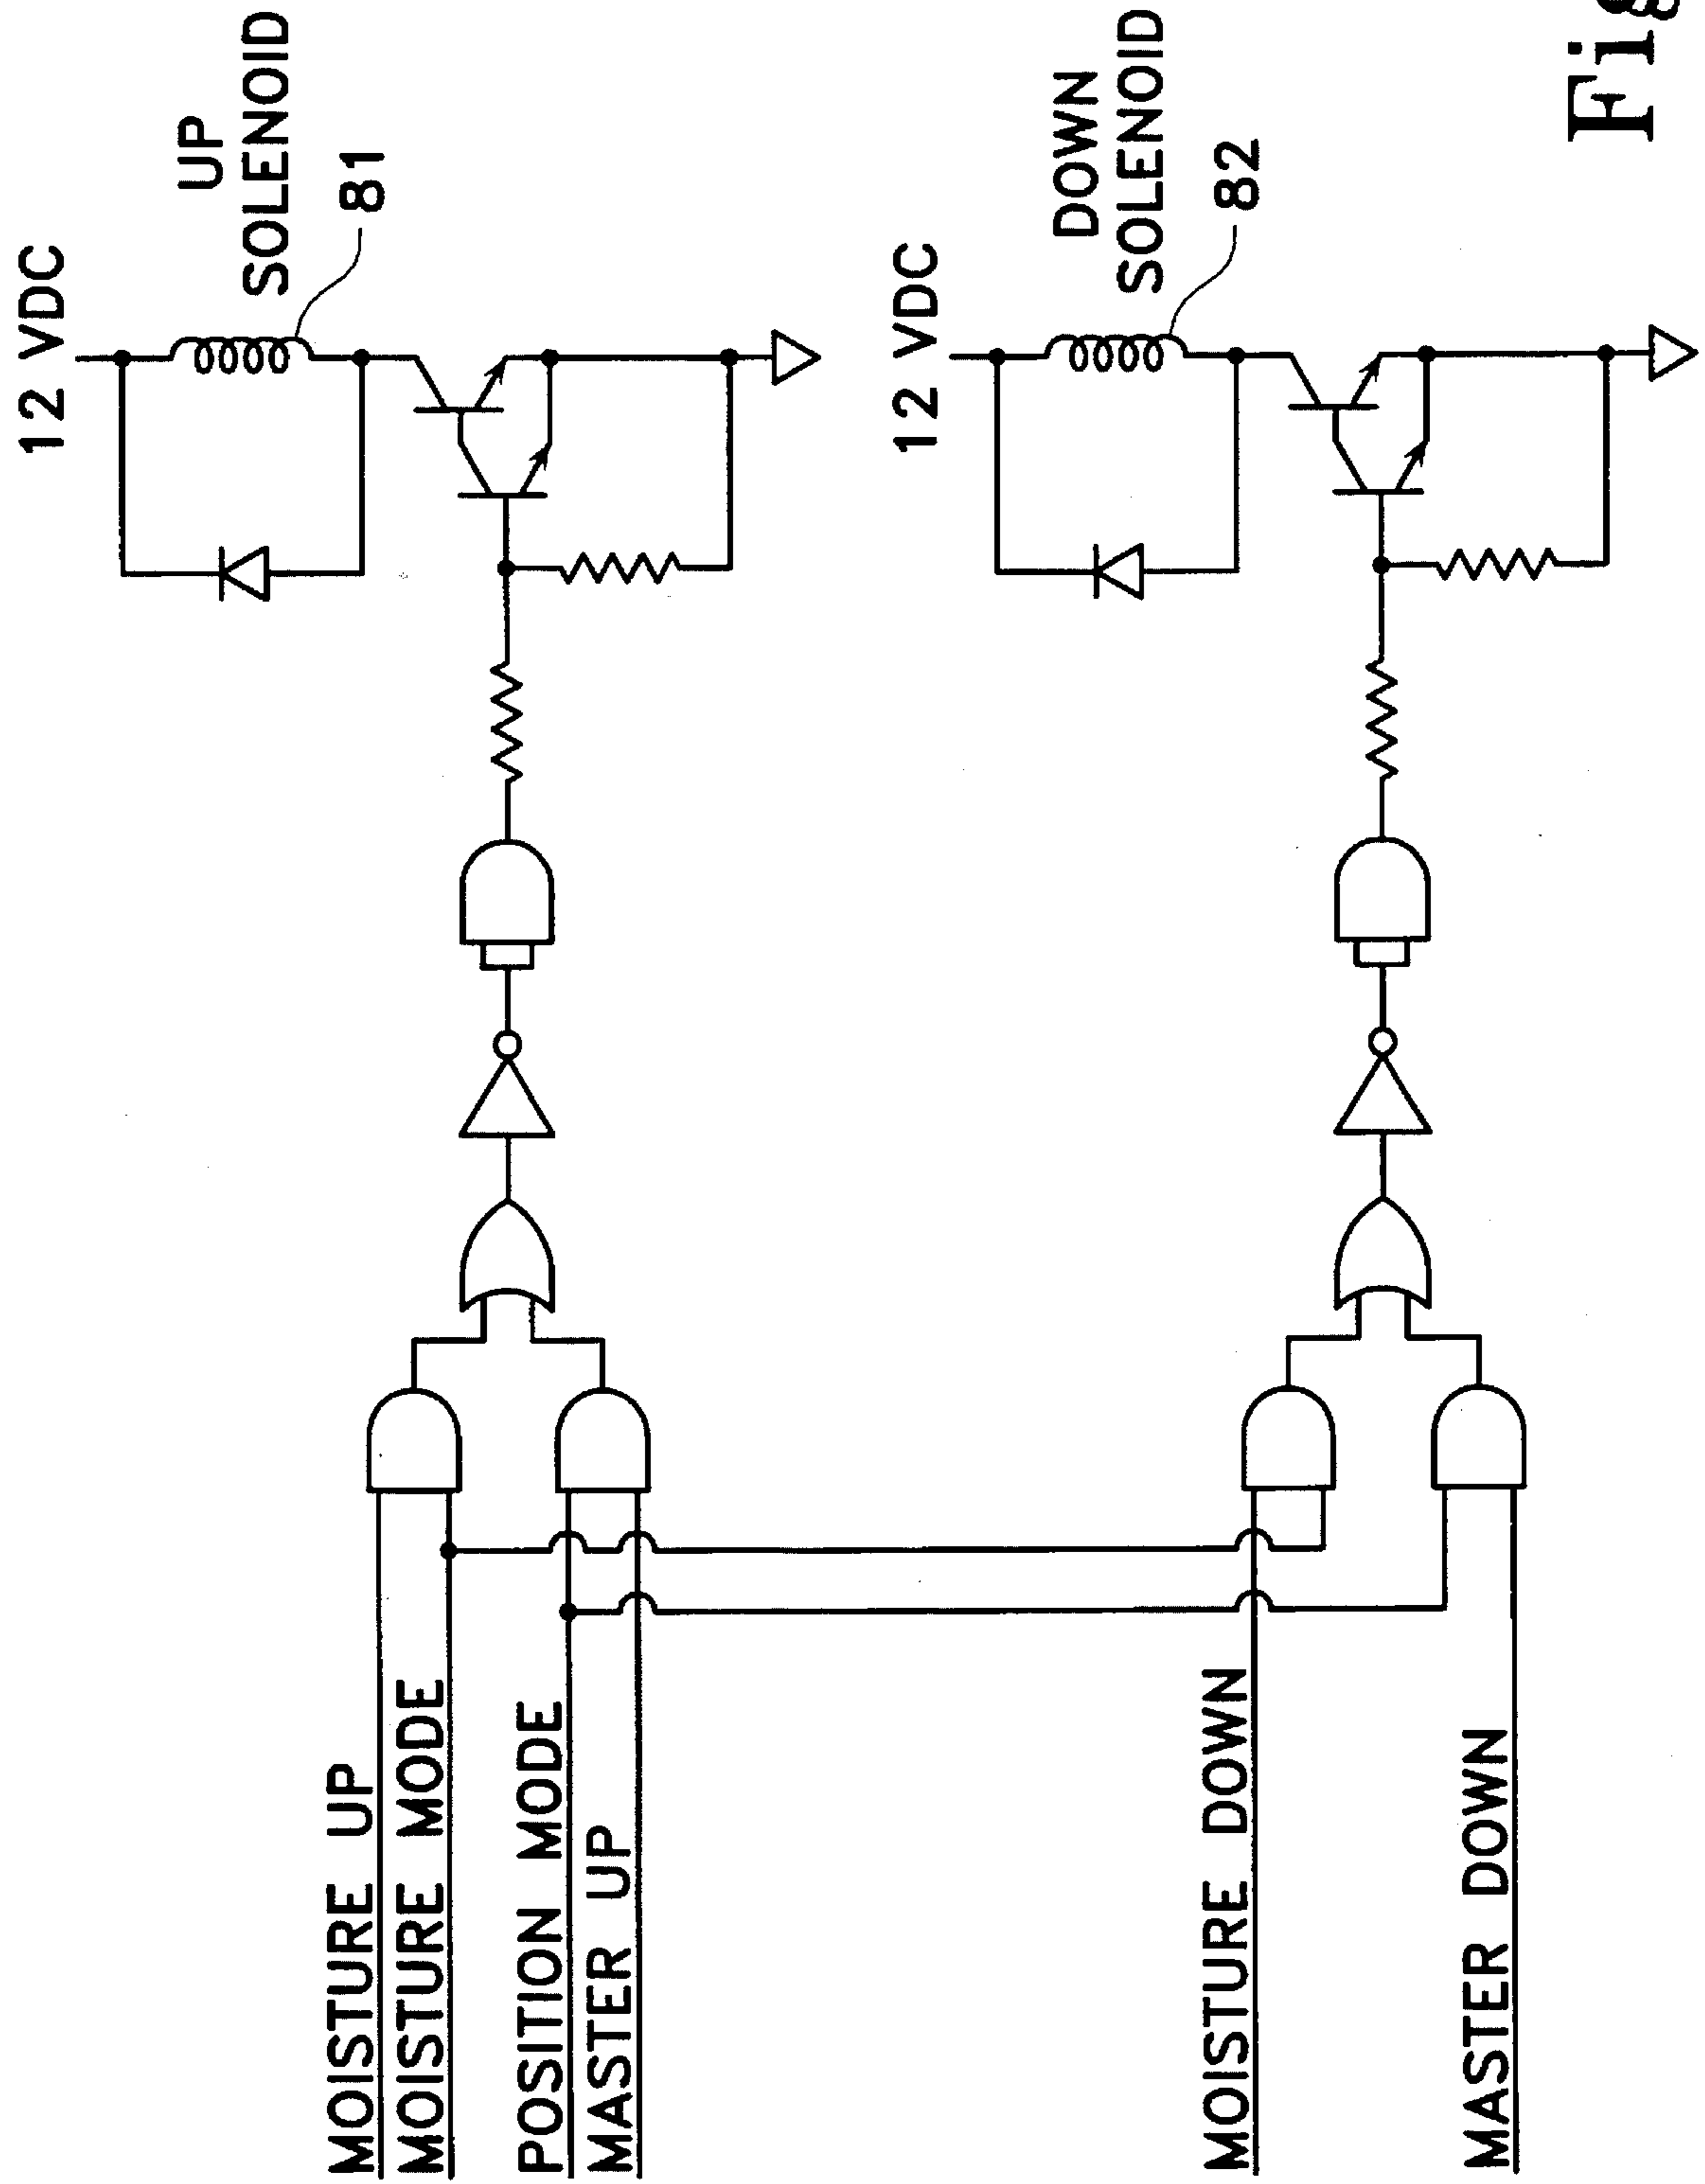 12 VDC
UP
SOLENOID
81
MOISTURE UP
MOISTURE MODE
POSITION MODE
MASTER UP
12 VDC
DOWN
SOLENOID
82
MOISTURE DOWN
MASTER DOWN